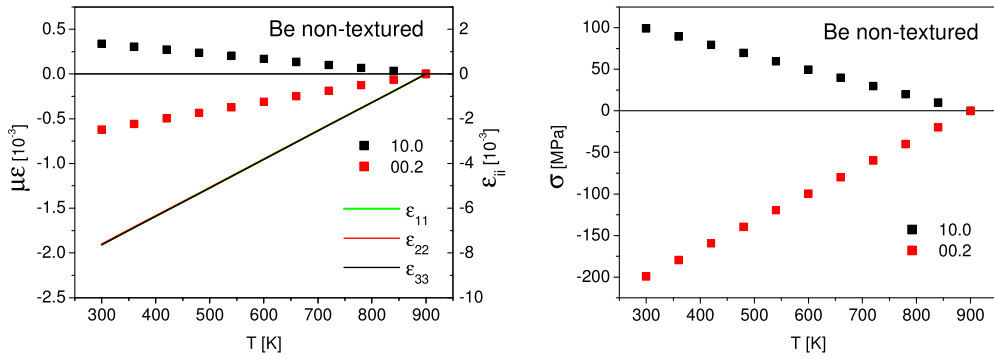 Be non-textured
0.5
0.0
-0.5
-1.0
-1.5
-2.0
-2.5
με [10⁻³]
2
0
-2
-4
-6
-8
-10
ε_ii [10⁻³]
10.0
00.2
ε₁₁
ε₂₂
ε₃₃
300 400 500 600 700 800 900
T [K]
Be non-textured
100
50
0
-50
-100
-150
-200
σ [MPa]
10.0
00.2
300 400 500 600 700 800 900
T [K]